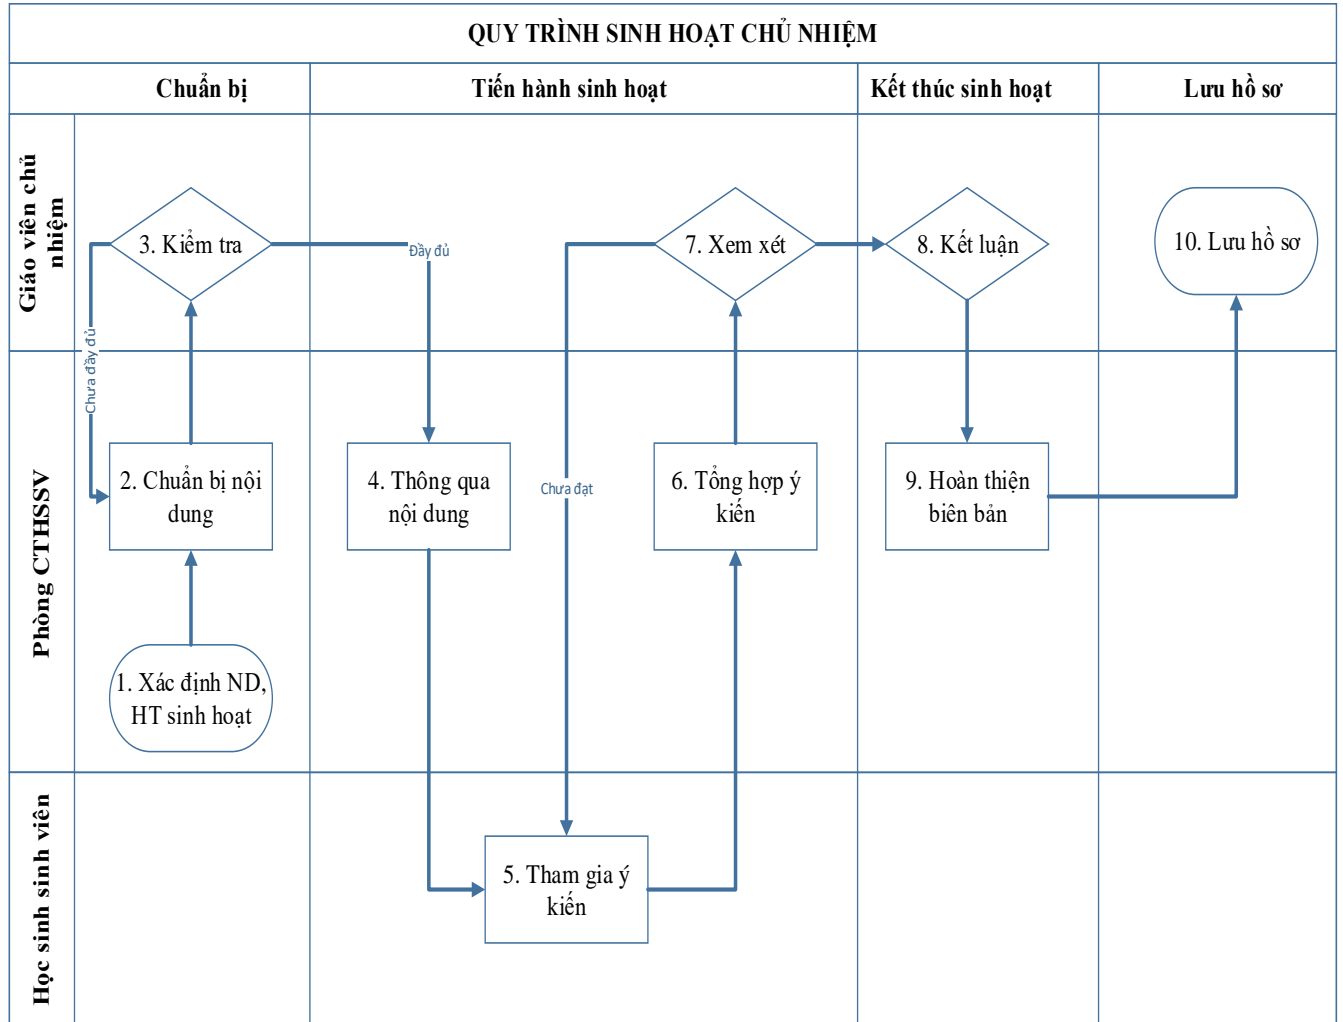 QUY TRÌNH SINH HOẠT CHỦ NHIỆM
Chuẩn bị
Tiến hành sinh hoạt
Kết thúc sinh hoạt
Lưu hồ sơ
Giáo viên chủ
nhiệm
3. Kiểm tra
Đầy đủ
7. Xem xét
8. Kết luận
10. Lưu hồ sơ
Chưa đầy đủ
Phòng CTHSSV
2. Chuẩn bị nội
dung
4. Thông qua
nội dung
Chưa đạt
6. Tổng hợp ý
kiến
9. Hoàn thiện
biên bản
1. Xác định ND,
HT sinh hoạt
Học sinh sinh viên
5. Tham gia ý
kiến